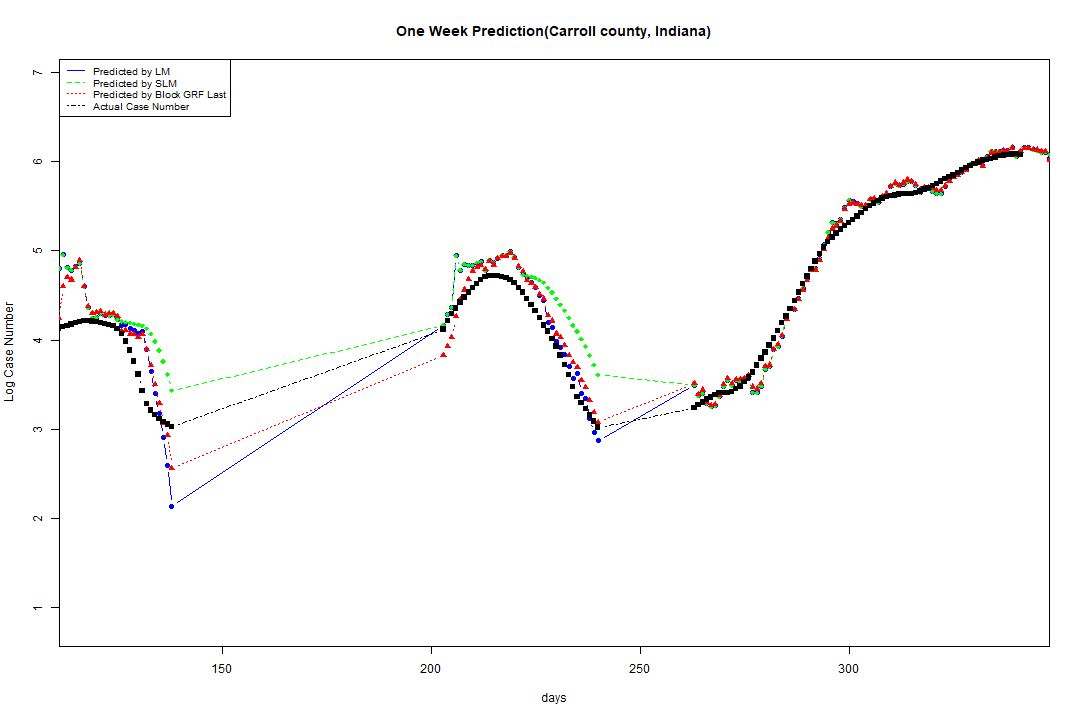 One Week Prediction(Carroll county, Indiana)
Predicted by LM
Predicted by SLM
Predicted by Block GRF Last
Actual Case Number
7
6
5
4
3
2
1
Log Case Number
150 200 250 300
days